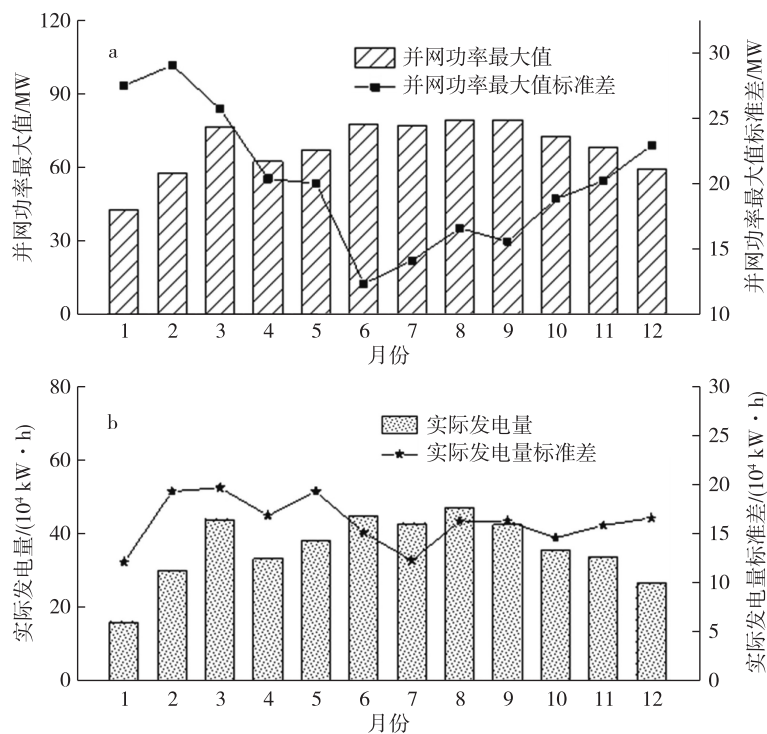 a
并网功率最大值
并网功率最大值标准差
并网功率最大值/MW
120
90
60
30
0
并网功率最大值标准差/MW
30
25
20
15
10
1 2 3 4 5 6 7 8 9 10 11 12
月份
b
实际发电量
实际发电量标准差
实际发电量/(10⁴ kW·h)
80
60
40
20
0
实际发电量标准差/(10⁴ kW·h)
30
25
20
15
10
5
0
1 2 3 4 5 6 7 8 9 10 11 12
月份